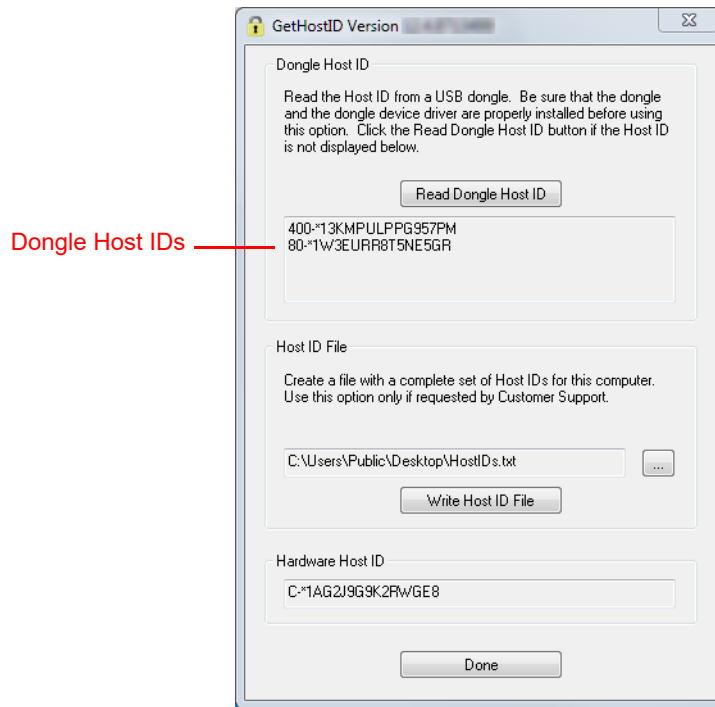 GetHostID Version
Dongle Host ID
Read the Host ID from a USB dongle. Be sure that the dongle
and the dongle device driver are properly installed before using
this option. Click the Read Dongle Host ID button if the Host ID
is not displayed below.
Read Dongle Host ID
Dongle Host IDs
400-*13KMPULPPG957PM
80-*1W3EURR8T5NE5GR
Host ID File
Create a file with a complete set of Host IDs for this computer.
Use this option only if requested by Customer Support.
C:\Users\Public\Desktop\HostIDs.txt
...
Write Host ID File
Hardware Host ID
C-*1AG2J9G9K2RWGE8
Done